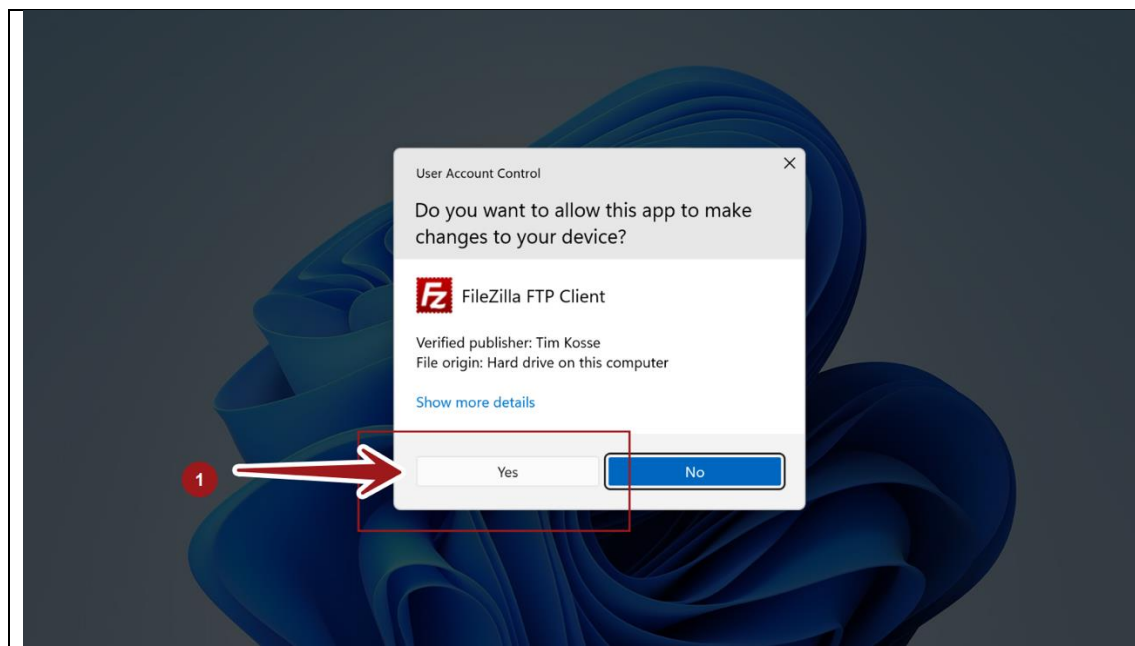 User Account Control
Do you want to allow this app to make
changes to your device?
Fz FileZilla FTP Client
Verified publisher: Tim Kosse
File origin: Hard drive on this computer
Show more details
1 Yes No